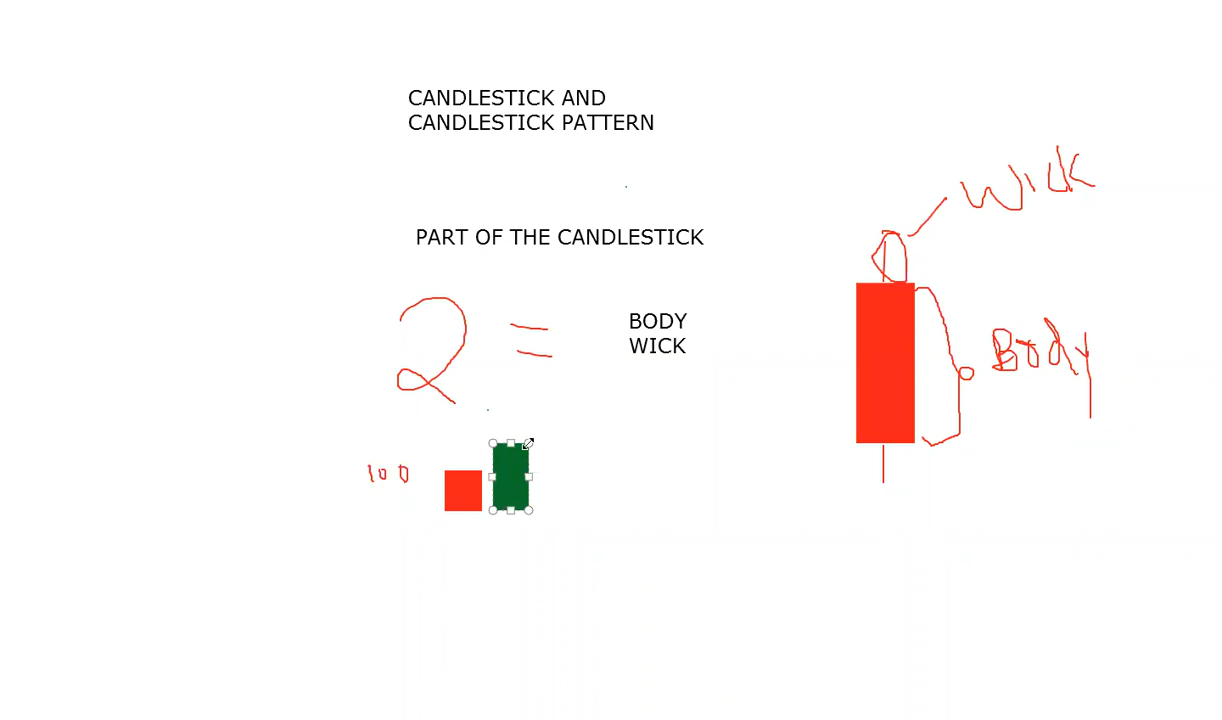 CANDLESTICK AND
CANDLESTICK PATTERN
Wick
PART OF THE CANDLESTICK
2 =
BODY
WICK
Body
100